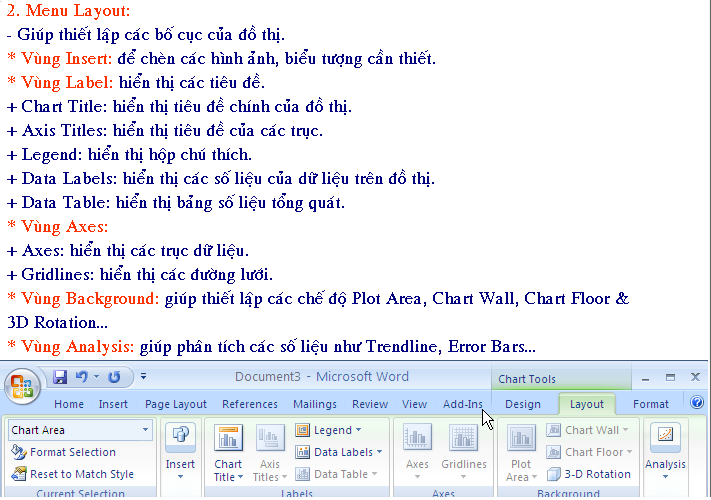 2. Menu Layout:
- Giúp thiết lập các bố cục của đồ thị.
* Vùng Insert: để chèn các hình ảnh, biểu tượng cần thiết.
* Vùng Label: hiển thị các tiêu đề.
+ Chart Title: hiển thị tiêu đề chính của đồ thị.
+ Axis Titles: hiển thị tiêu đề của các trục.
+ Legend: hiển thị hộp chú thích.
+ Data Labels: hiển thị các số liệu của dữ liệu trên đồ thị.
+ Data Table: hiển thị bảng số liệu tổng quát.
* Vùng Axes:
+ Axes: hiển thị các trục dữ liệu.
+ Gridlines: hiển thị các đường lưới.
* Vùng Background: giúp thiết lập các chế độ Plot Area, Chart Wall, Chart Floor &
3D Rotation...
* Vùng Analysis: giúp phân tích các số liệu như Trendline, Error Bars...
Document3 - Microsoft Word Chart Tools
Home Insert Page Layout References Mailings Review View Add-Ins Design Layout Format
Chart Area
Format Selection
Reset to Match Style
Current Selection
Insert
Chart Title
Axis Titles
Legend
Data Labels
Data Table
Labels
Axes
Gridlines
Axes
Plot Area
Chart Wall
Chart Floor
3-D Rotation
Background
Analysis